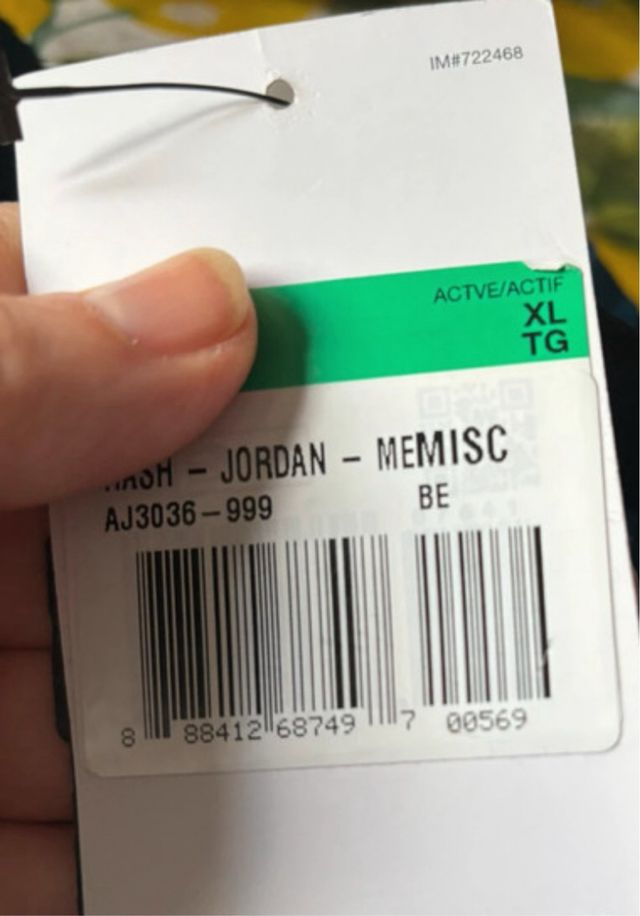 IM#722468
ACTVE/ACTIF
XL
TG
- JORDAN - MEMISC
AJ3036-999 BE
8 88412 68749 7 00569